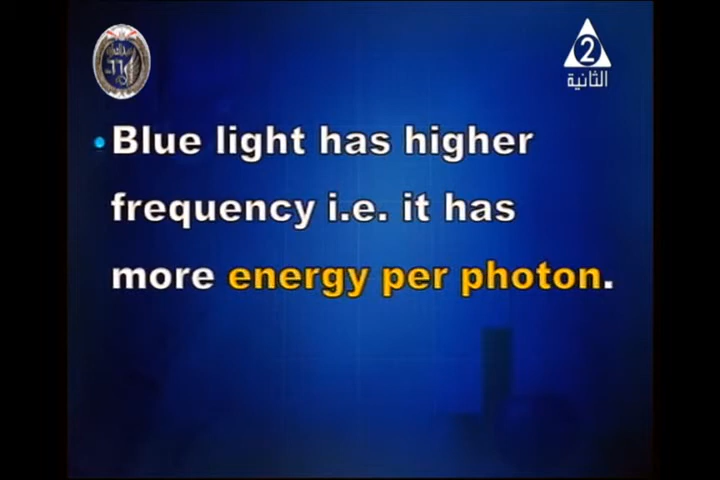 2
الثانية
• Blue light has higher
frequency i.e. it has
more energy per photon.